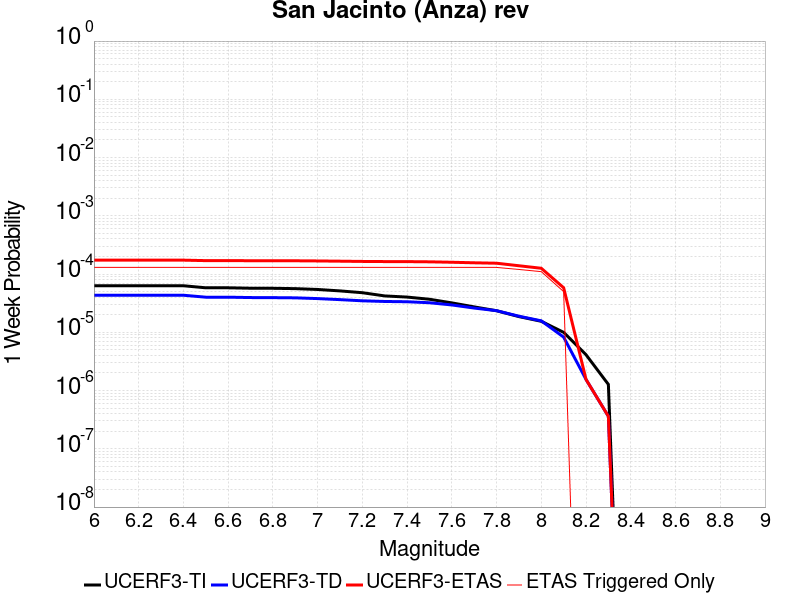 San Jacinto (Anza) rev
10^0
10^-1
10^-2
10^-3
10^-4
10^-5
10^-6
10^-7
10^-8
1 Week Probability
6 6.2 6.4 6.6 6.8 7 7.2 7.4 7.6 7.8 8 8.2 8.4 8.6 8.8 9
Magnitude
UCERF3-TI UCERF3-TD UCERF3-ETAS ETAS Triggered Only